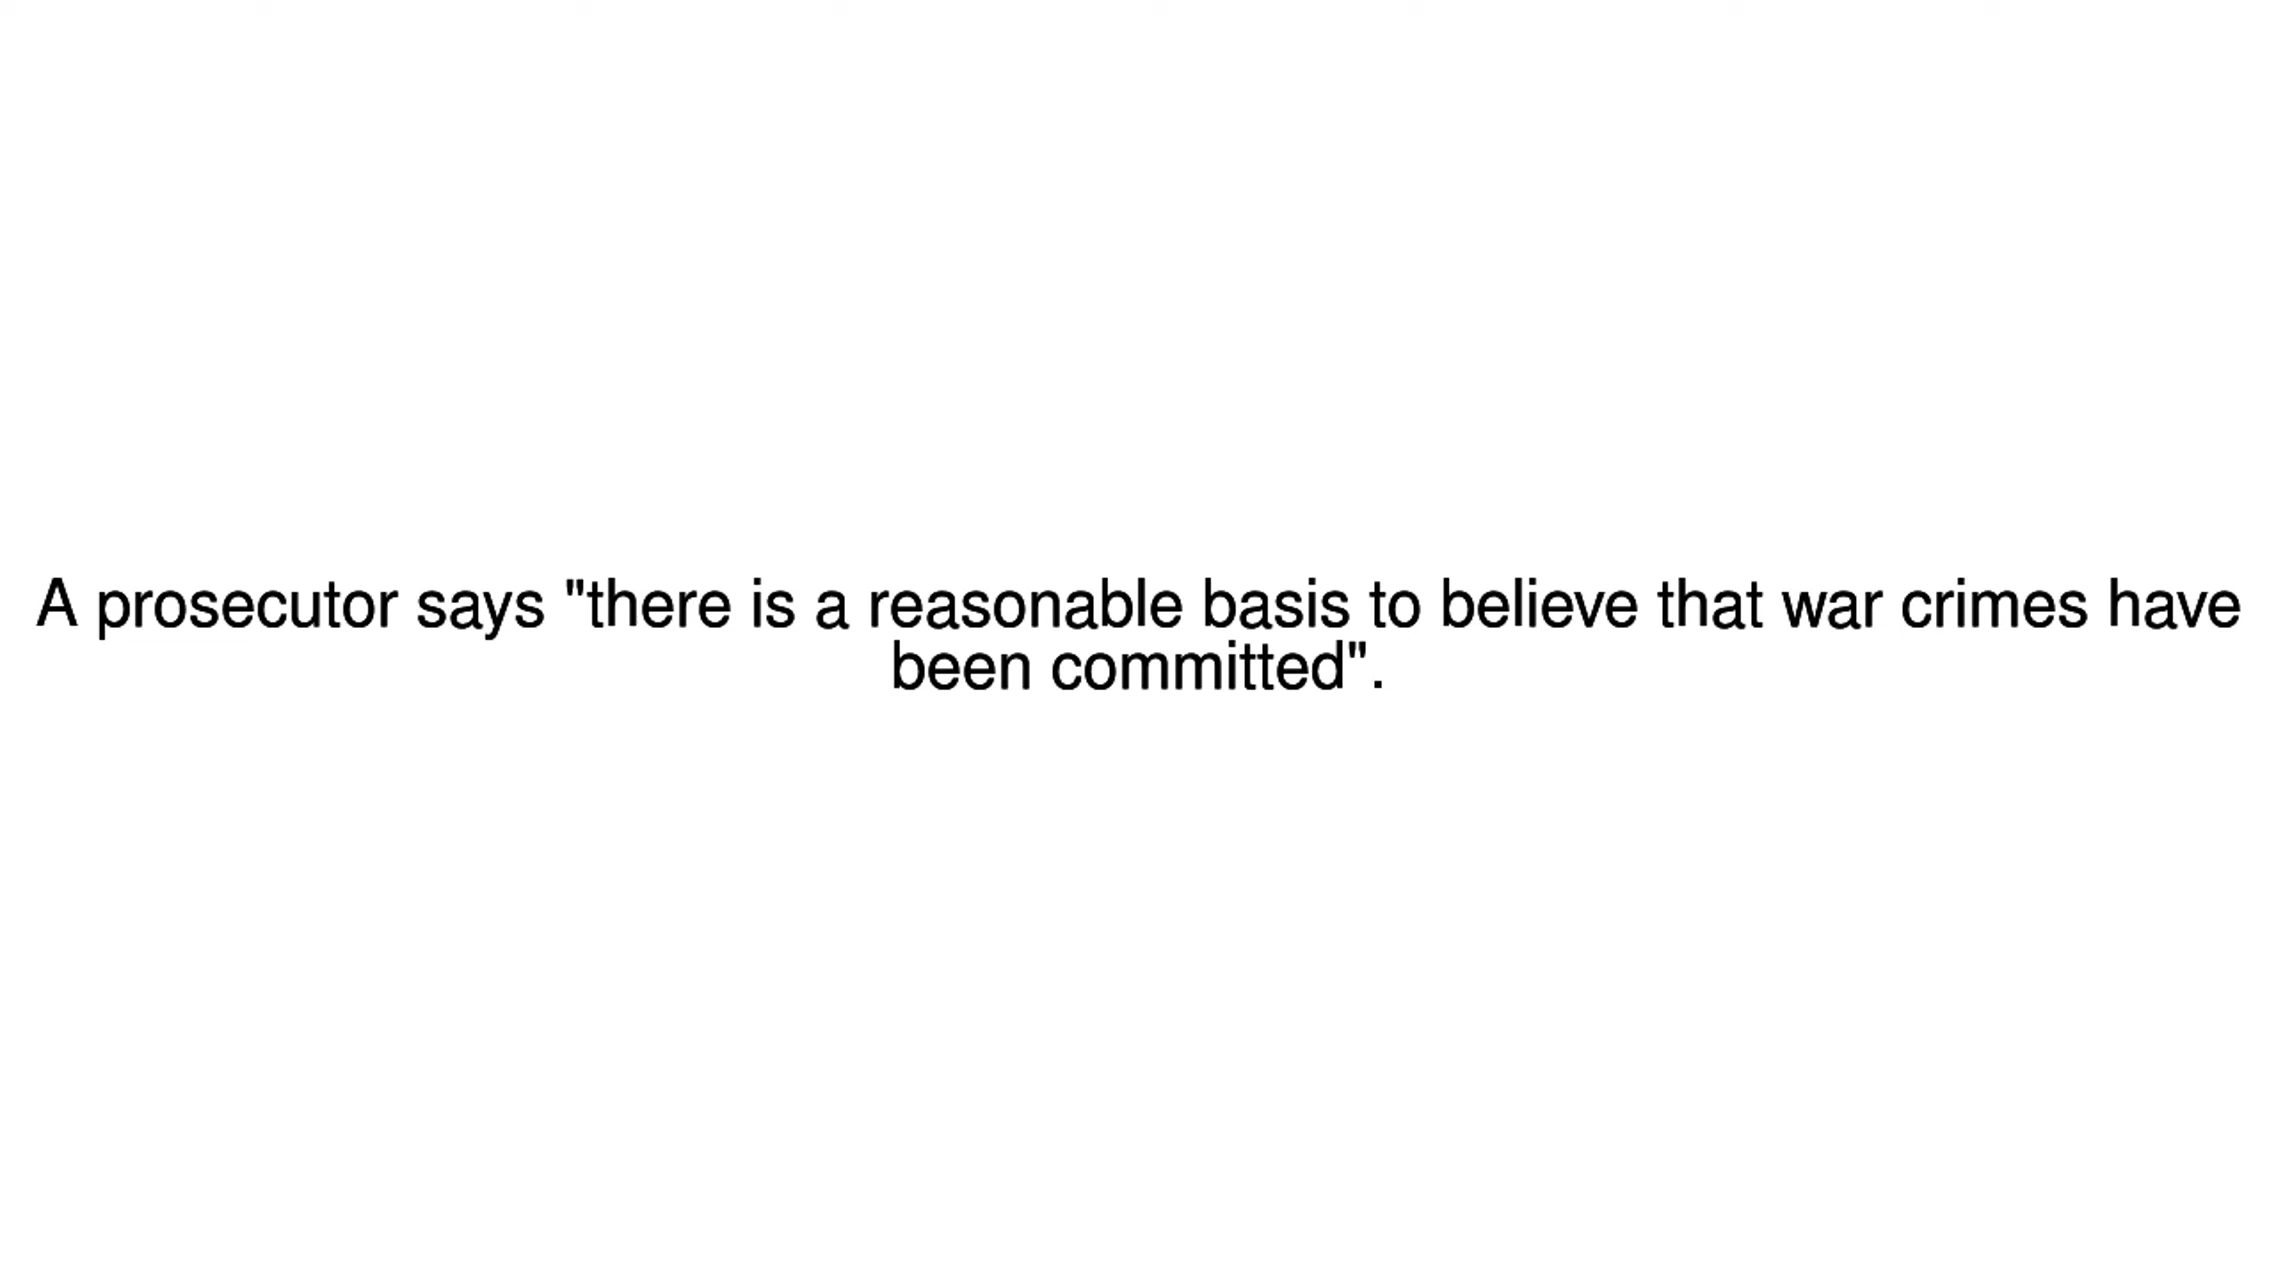 A prosecutor says "there is a reasonable basis to believe that war crimes have
been committed".